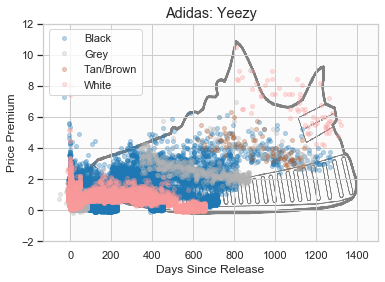 Adidas: Yeezy
Black
Grey
Tan/Brown
White
Price Premium
12
10
8
6
4
2
0
−2
0
200
400
600
800
1000
1200
1400
Days Since Release